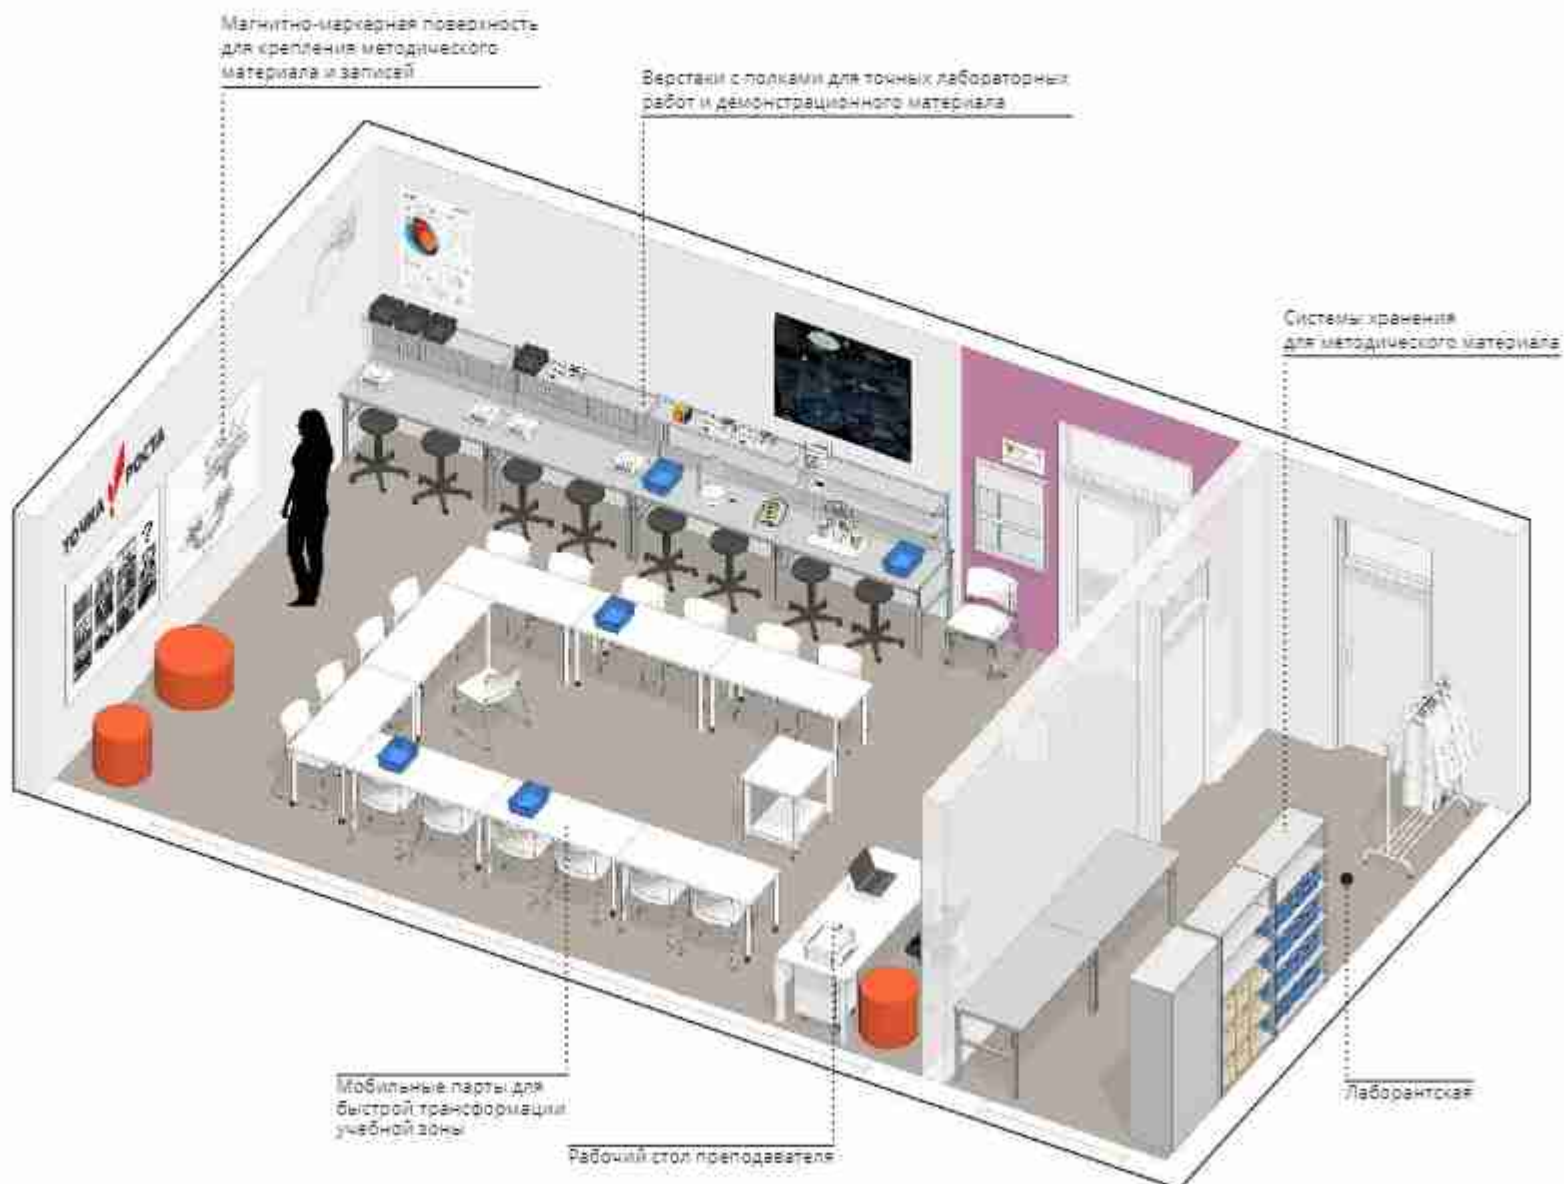 Магнитно-маркерная поверхность
для крепления методического
материала и записей
Верстаки с полками для точных лабораторных
работ и демонстрационного материала
Системы хранения
для методического материала
ТОЧКА РОСТА
?
Мобильные парты для
быстрой трансформации
учебной зоны
Рабочий стол преподавателя
Лаборантская